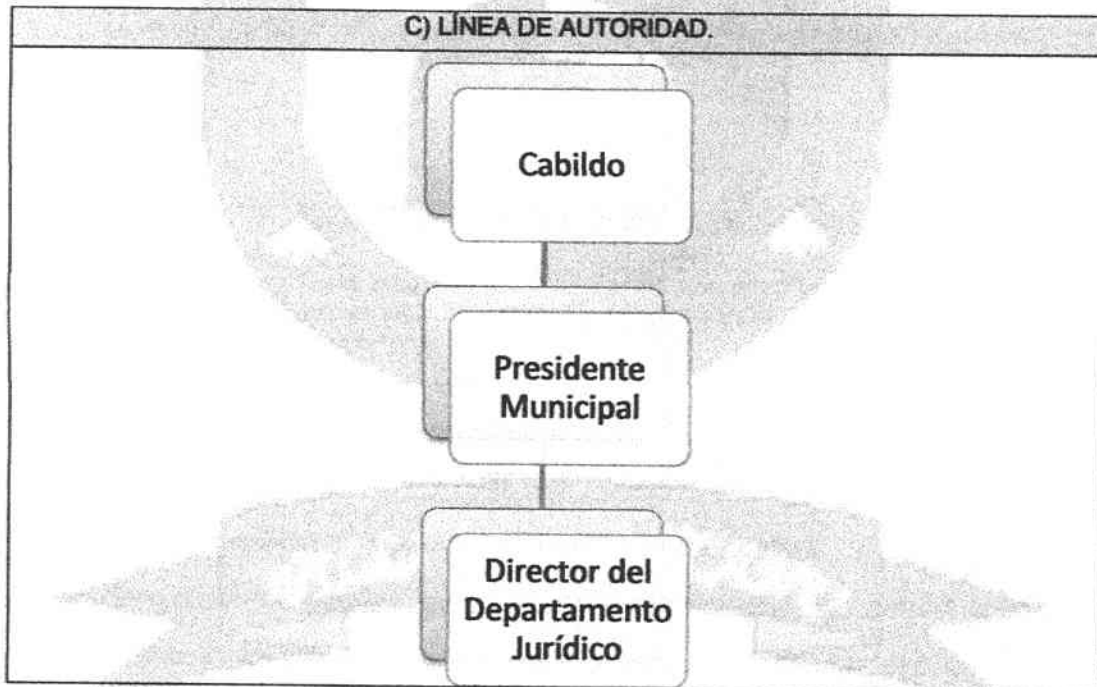 C) LÍNEA DE AUTORIDAD.
Cabildo
Presidente
Municipal
Director del
Departamento
Jurídico